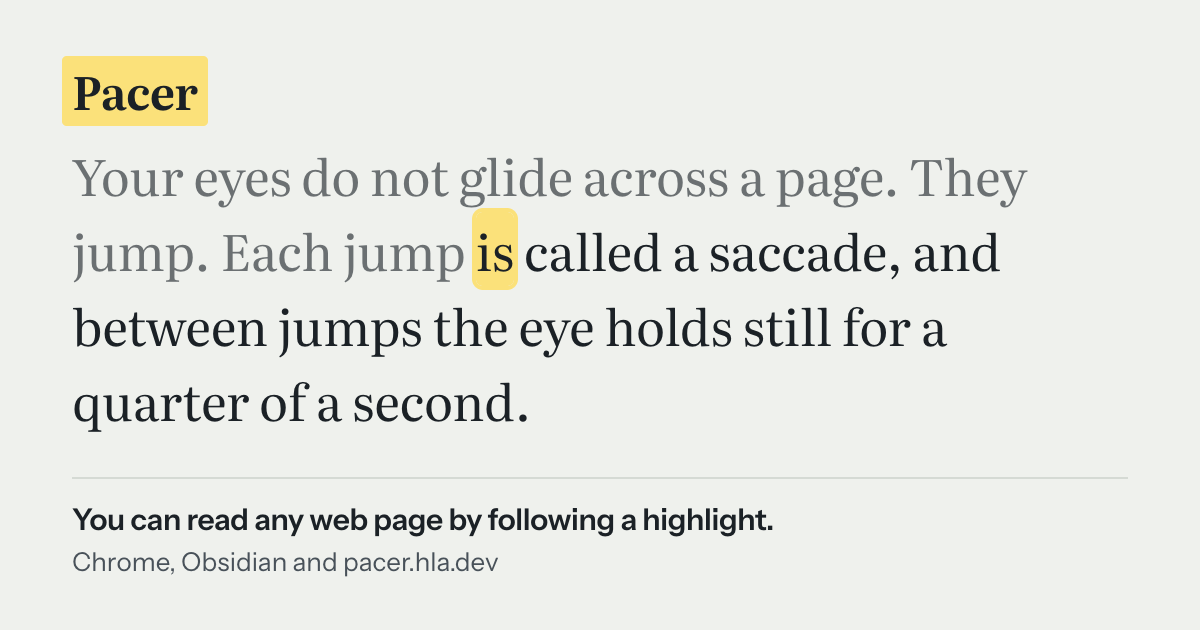 Pacer
Your eyes do not glide across a page. They
jump. Each jump is called a saccade, and
between jumps the eye holds still for a
quarter of a second.
You can read any web page by following a highlight.
Chrome, Obsidian and pacer.hla.dev